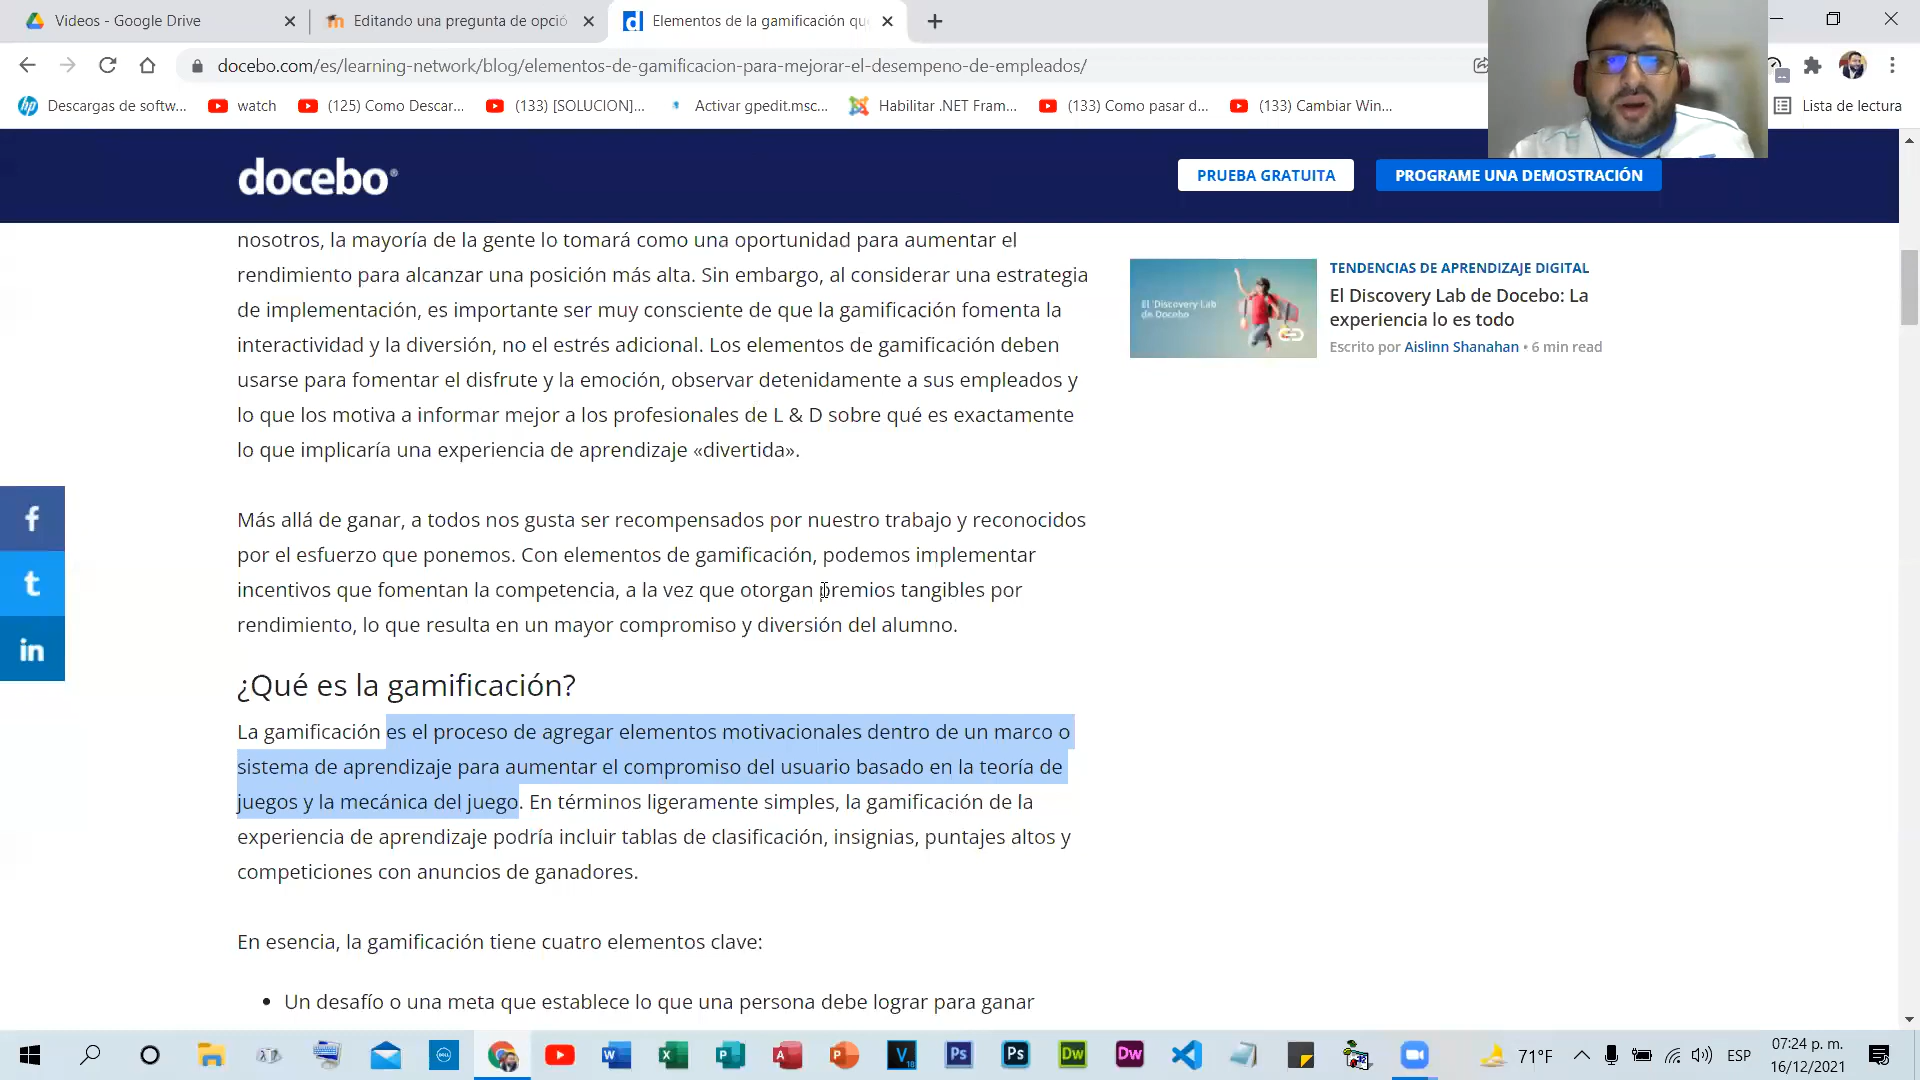 Videos - Google Drive
Editando una pregunta de opció
Elementos de la gamificación qu
docebo.com/es/learning-network/blog/elementos-de-gamificacion-para-mejorar-el-desempeno-de-empleados/
Descargas de softw...
watch
(125) Como Descar...
(133) [SOLUCION]...
Activar gpedit.msc...
Habilitar .NET Fram...
(133) Como pasar d...
(133) Cambiar Win...
Lista de lectura
docebo
PRUEBA GRATUITA
PROGRAME UNA DEMOSTRACIÓN
nosotros, la mayoría de la gente lo tomará como una oportunidad para aumentar el
rendimiento para alcanzar una posición más alta. Sin embargo, al considerar una estrategia
de implementación, es importante ser muy consciente de que la gamificación fomenta la
interactividad y la diversión, no el estrés adicional. Los elementos de gamificación deben
usarse para fomentar el disfrute y la emoción, observar detenidamente a sus empleados y
lo que los motiva a informar mejor a los profesionales de L & D sobre qué es exactamente
lo que implicaría una experiencia de aprendizaje «divertida».
Más allá de ganar, a todos nos gusta ser recompensados por nuestro trabajo y reconocidos
por el esfuerzo que ponemos. Con elementos de gamificación, podemos implementar
incentivos que fomentan la competencia, a la vez que otorgan premios tangibles por
rendimiento, lo que resulta en un mayor compromiso y diversión del alumno.
¿Qué es la gamificación?
La gamificación es el proceso de agregar elementos motivacionales dentro de un marco o
sistema de aprendizaje para aumentar el compromiso del usuario basado en la teoría de
juegos y la mecánica del juego. En términos ligeramente simples, la gamificación de la
experiencia de aprendizaje podría incluir tablas de clasificación, insignias, puntajes altos y
competiciones con anuncios de ganadores.
En esencia, la gamificación tiene cuatro elementos clave:
• Un desafío o una meta que establece lo que una persona debe lograr para ganar
El Discovery Lab
de Docebo
TENDENCIAS DE APRENDIZAJE DIGITAL
El Discovery Lab de Docebo: La
experiencia lo es todo
Escrito por Aislinn Shanahan • 6 min read
71°F
ESP
07:24 p. m.
16/12/2021